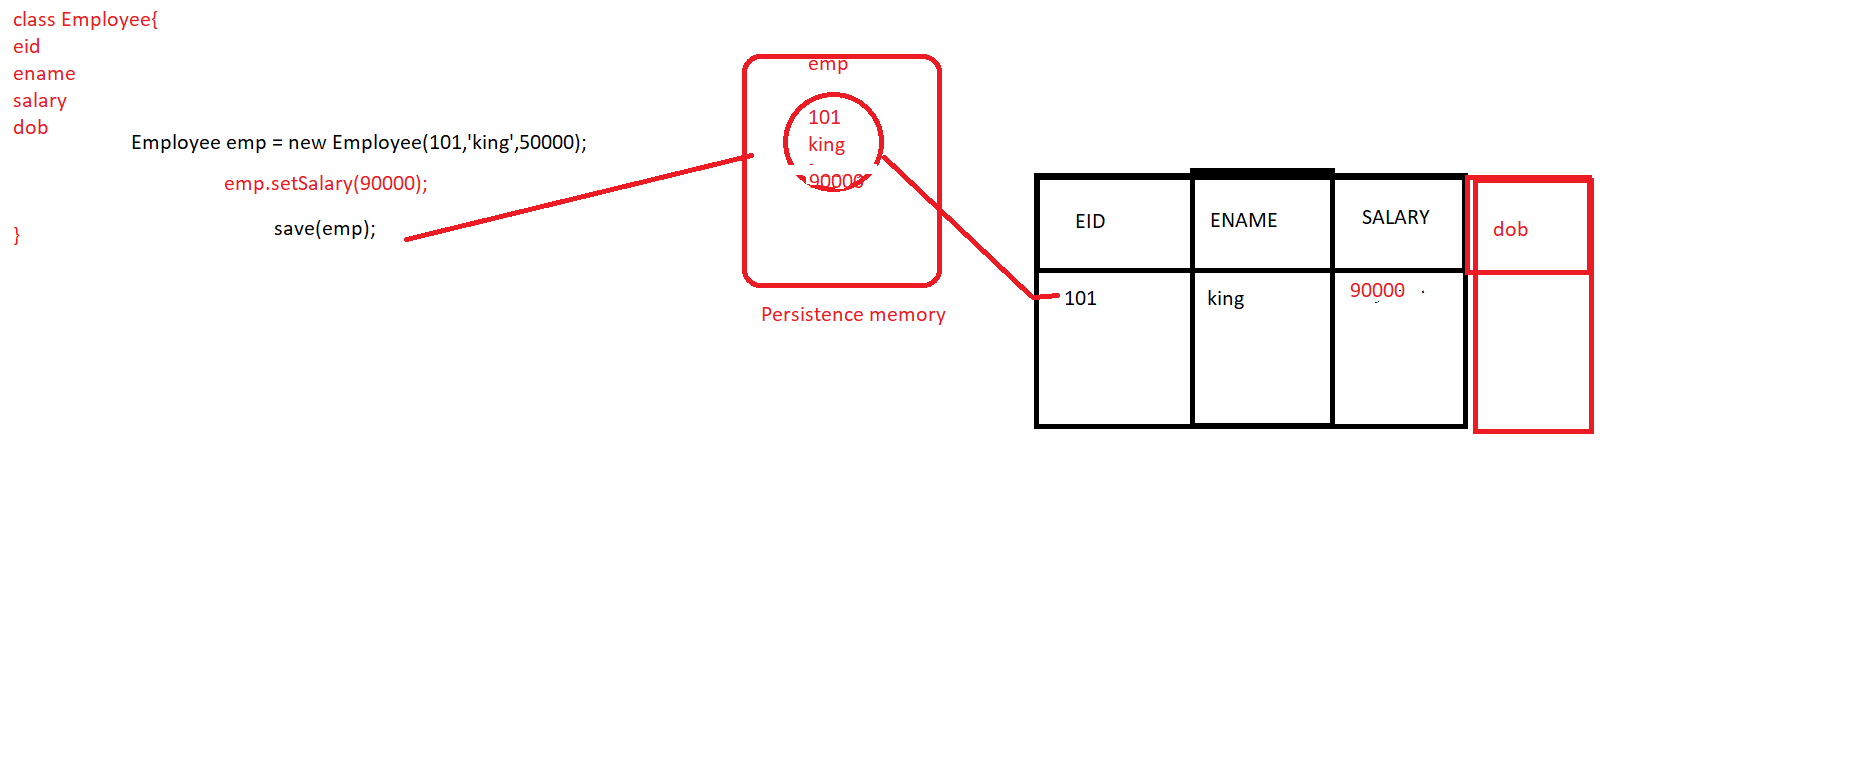 class Employee{
eid
ename
salary
dob
Employee emp = new Employee(101,'king',50000);
emp.setSalary(90000);
save(emp);
}
emp
101
king
90000
Persistence memory
EID ENAME SALARY dob
101 king 90000